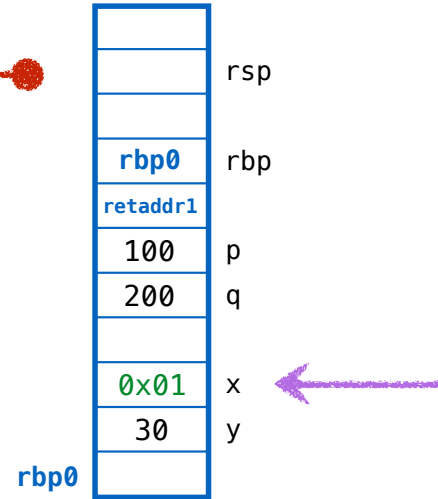 rsp
rbp0 rbp
retaddr1
100 p
200 q
0x01 x
30 y
rbp0